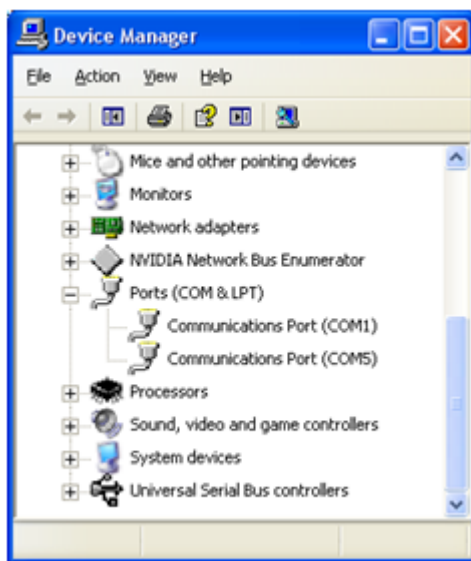 Device Manager
File Action View Help
Mice and other pointing devices
Monitors
Network adapters
NVIDIA Network Bus Enumerator
Ports (COM & LPT)
Communications Port (COM1)
Communications Port (COM5)
Processors
Sound, video and game controllers
System devices
Universal Serial Bus controllers